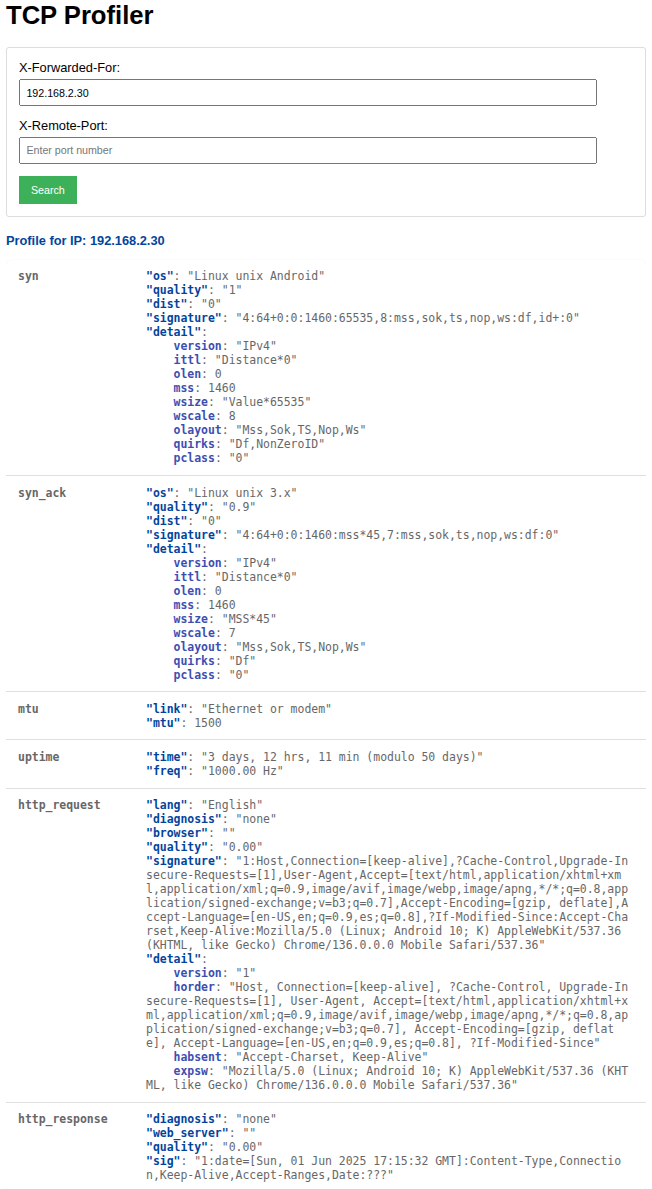 TCP Profiler
X-Forwarded-For:
192.168.2.30
X-Remote-Port:
Enter port number
Search
Profile for IP: 192.168.2.30
syn
"os": "Linux unix Android"
"quality": "1"
"dist": "0"
"signature": "4:64+0:0:1460:65535,8:mss,sok,ts,nop,ws:df,id+:0"
"detail":
version: "IPv4"
ittl: "Distance*0"
olen: 0
mss: 1460
wsize: "Value*65535"
wscale: 8
olayout: "Mss,Sok,TS,Nop,Ws"
quirks: "Df,NonZeroID"
pclass: "0"
syn_ack
"os": "Linux unix 3.x"
"quality": "0.9"
"dist": "0"
"signature": "4:64+0:0:1460:mss*45,7:mss,sok,ts,nop,ws:df:0"
"detail":
version: "IPv4"
ittl: "Distance*0"
olen: 0
mss: 1460
wsize: "MSS*45"
wscale: 7
olayout: "Mss,Sok,TS,Nop,Ws"
quirks: "Df"
pclass: "0"
mtu
"link": "Ethernet or modem"
"mtu": 1500
uptime
"time": "3 days, 12 hrs, 11 min (modulo 50 days)"
"freq": "1000.00 Hz"
http_request
"lang": "English"
"diagnosis": "none"
"browser": ""
"quality": "0.00"
"signature": "1:Host,Connection=[keep-alive],?Cache-Control,Upgrade-In
secure-Requests=[1],User-Agent,Accept=[text/html,application/xhtml+xm
l,application/xml;q=0.9,image/avif,image/webp,image/apng,*/*;q=0.8,app
lication/signed-exchange;v=b3;q=0.7],Accept-Encoding=[gzip, deflate],A
ccept-Language=[en-US,en;q=0.9,es;q=0.8],?If-Modified-Since:Accept-Cha
rset,Keep-Alive:Mozilla/5.0 (Linux; Android 10; K) AppleWebKit/537.36
(KHTML, like Gecko) Chrome/136.0.0.0 Mobile Safari/537.36"
"detail":
version: "1"
horder: "Host, Connection=[keep-alive], ?Cache-Control, Upgrade-In
secure-Requests=[1], User-Agent, Accept=[text/html,application/xhtml+x
ml,application/xml;q=0.9,image/avif,image/webp,image/apng,*/*;q=0.8,ap
plication/signed-exchange;v=b3;q=0.7], Accept-Encoding=[gzip, deflat
e], Accept-Language=[en-US,en;q=0.9,es;q=0.8], ?If-Modified-Since"
habsent: "Accept-Charset, Keep-Alive"
expsw: "Mozilla/5.0 (Linux; Android 10; K) AppleWebKit/537.36 (KHT
ML, like Gecko) Chrome/136.0.0.0 Mobile Safari/537.36"
http_response
"diagnosis": "none"
"web_server": ""
"quality": "0.00"
"sig": "1:date=[Sun, 01 Jun 2025 17:15:32 GMT]:Content-Type,Connectio
n,Keep-Alive,Accept-Ranges,Date:???"